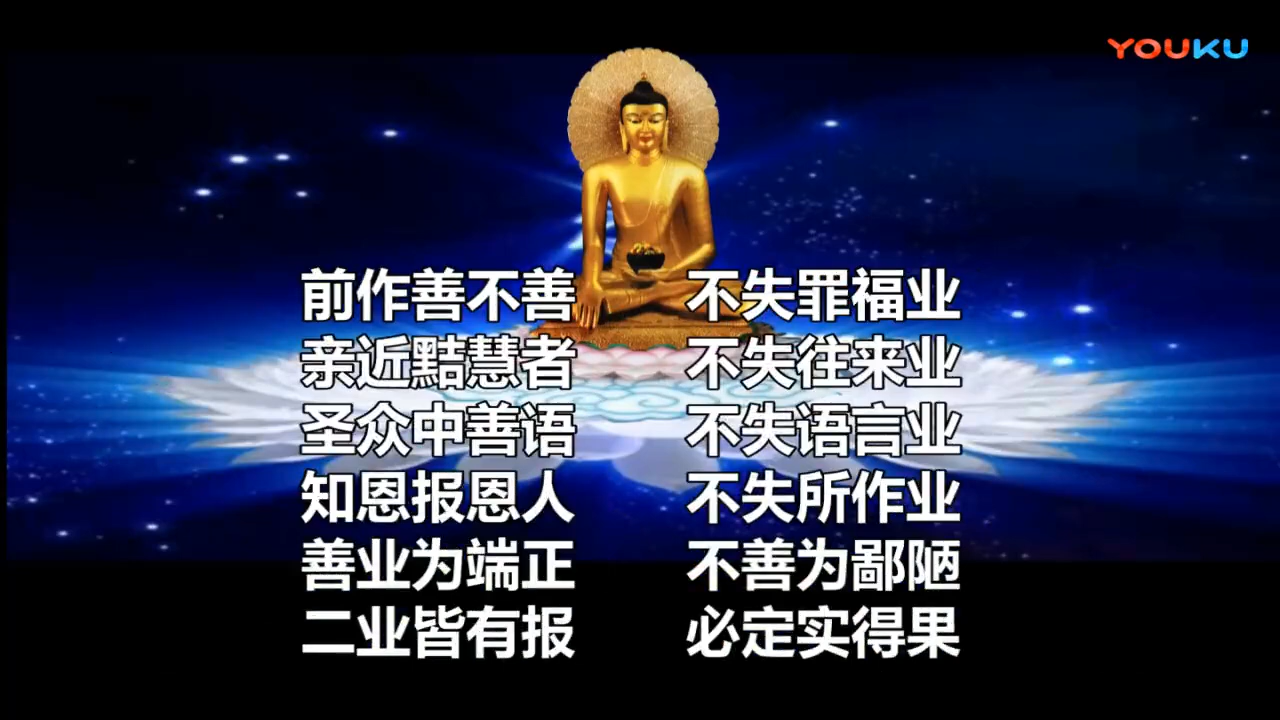 YOUKU
前作善不善 不失罪福业
亲近黠慧者 不失往来业
圣众中善语 不失语言业
知恩报恩人 不失所作业
善业为端正 不善为鄙陋
二业皆有报 必定实得果